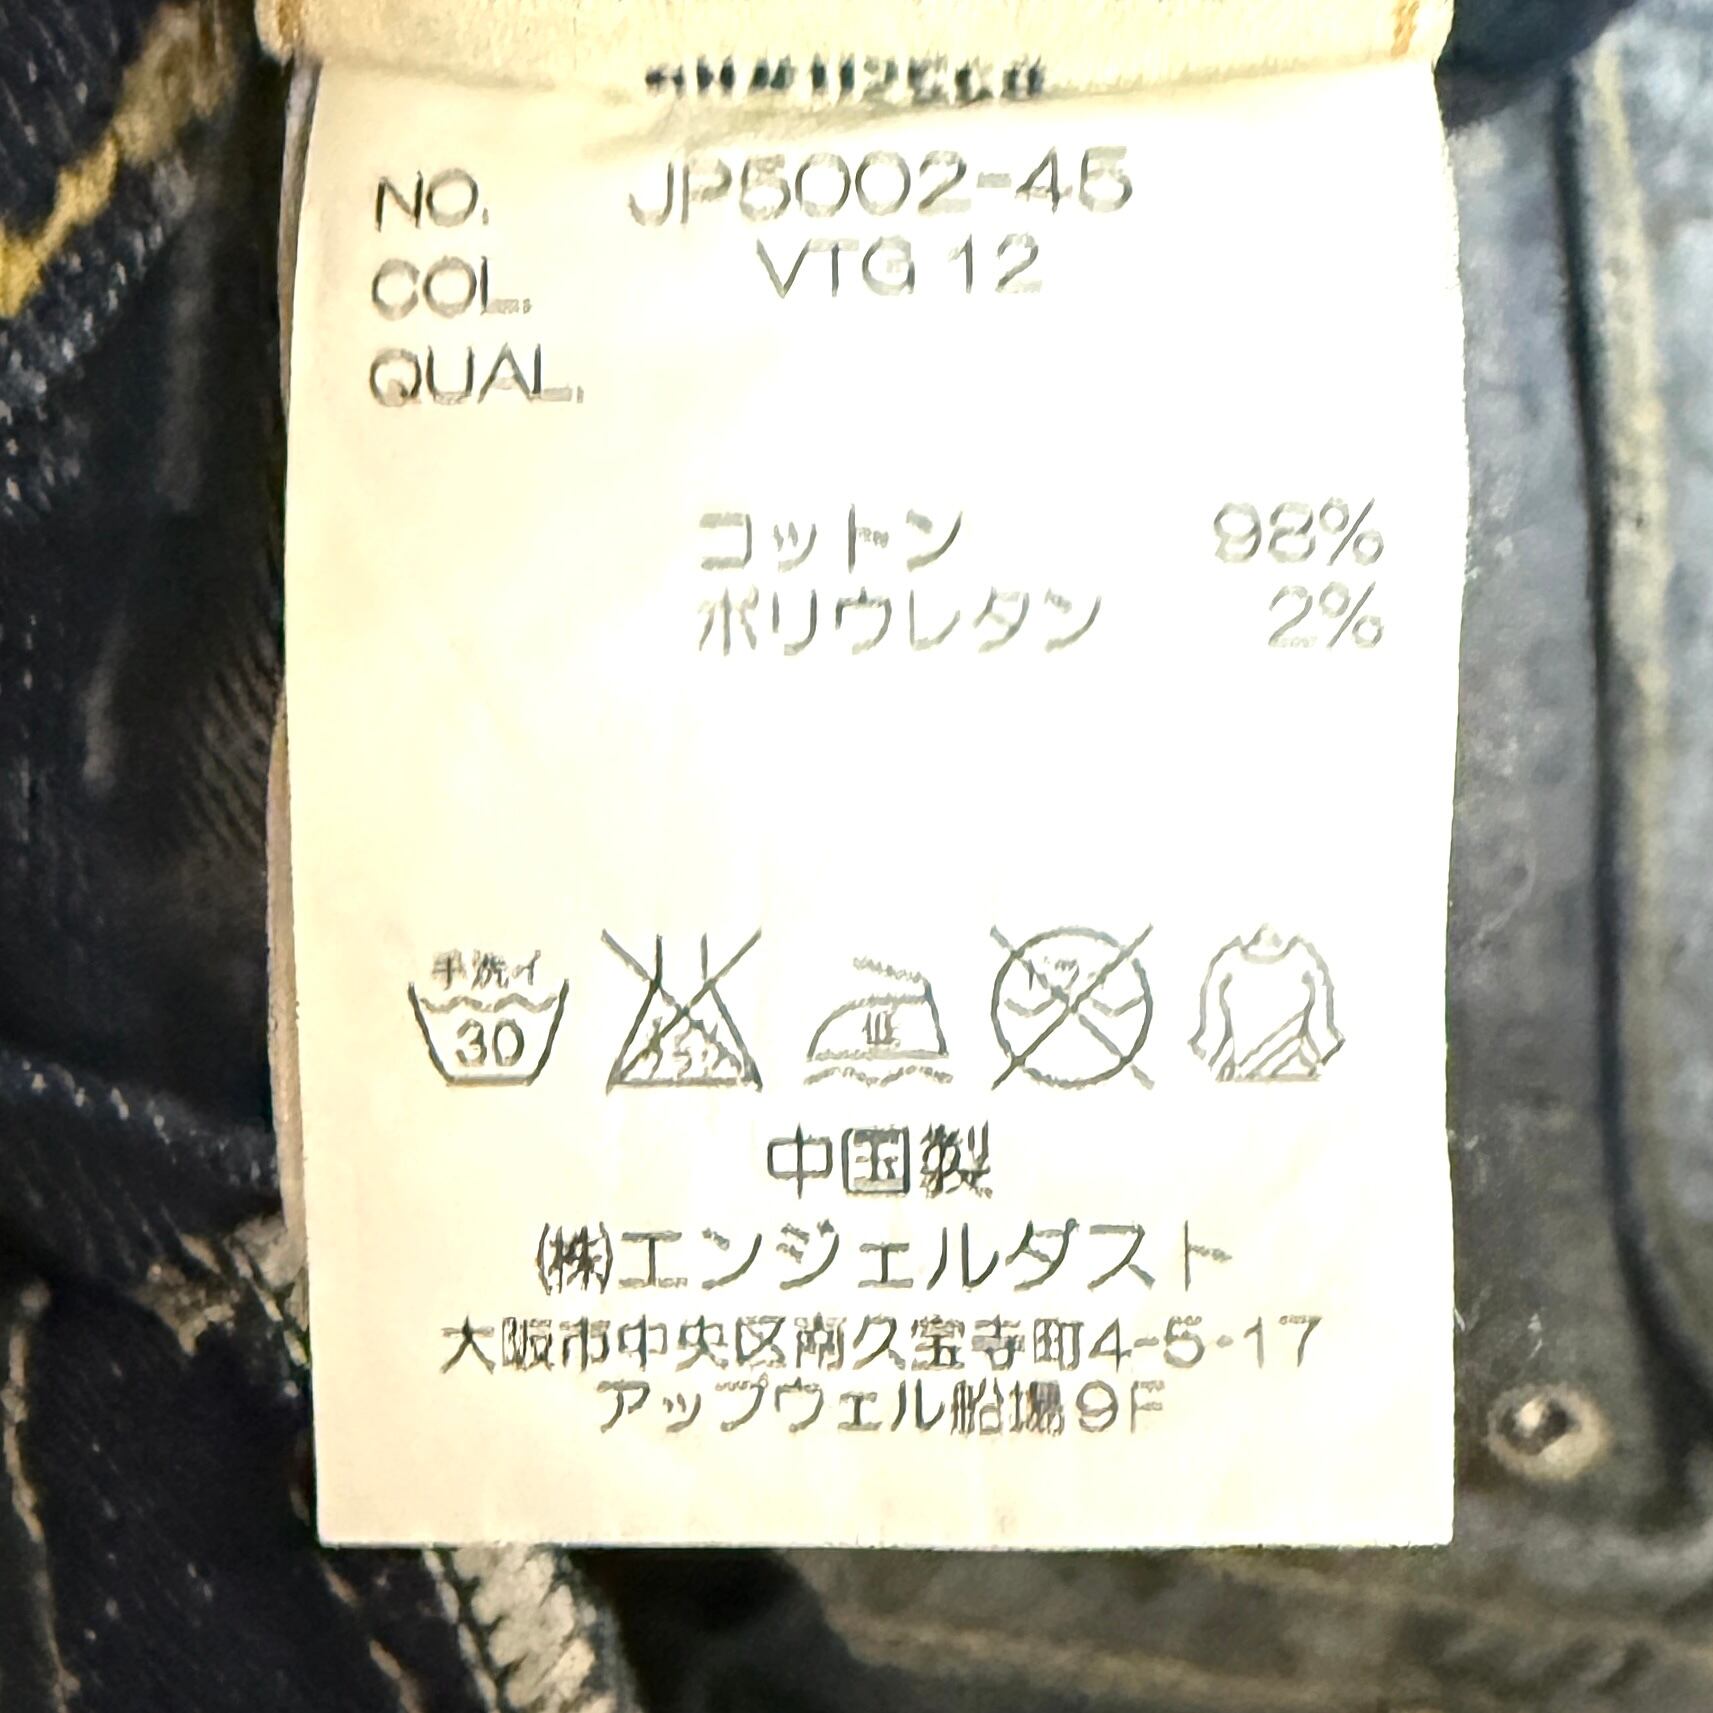 NO. JP5002-45
COL. VTG 12
QUAL.
コットン 98%
ポリウレタン 2%
手洗イ
30
低
中国製
(株)エンジェルダスト
大阪市中央区南久宝寺町4-5-17
アップウェル船場9F